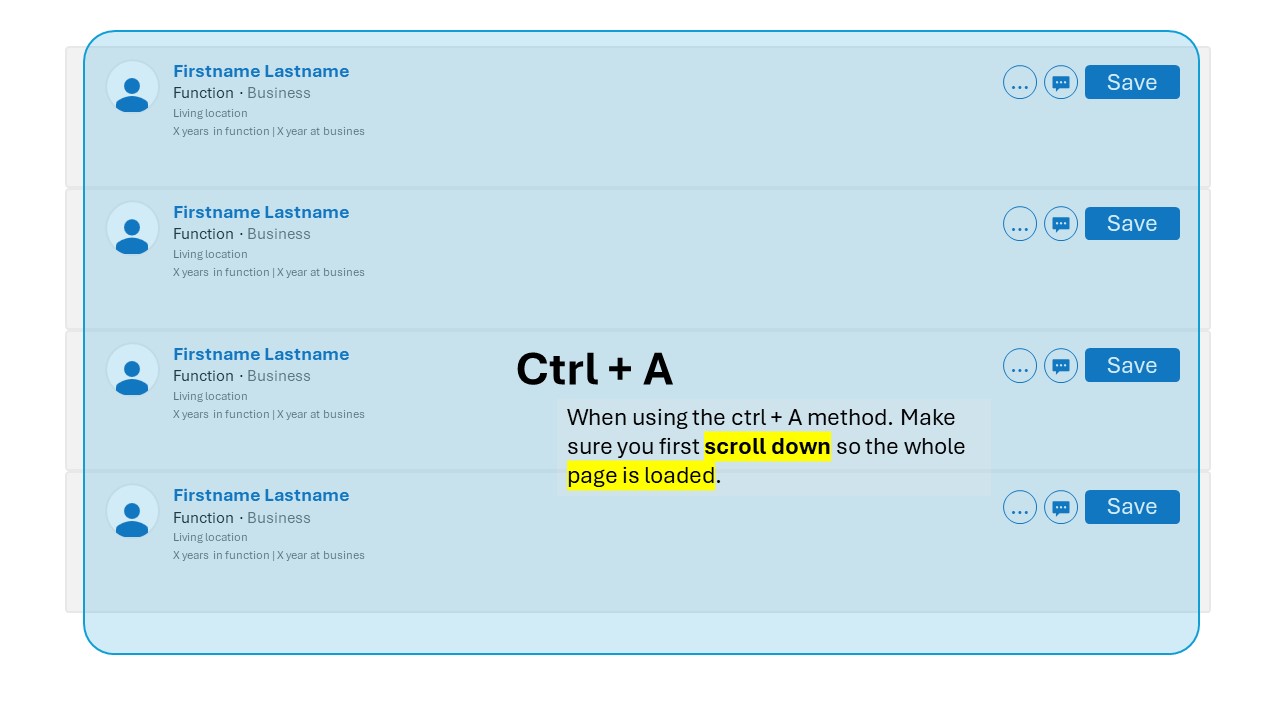 Firstname Lastname
Function · Business
Living location
X years in function | X year at busines
... Save
Firstname Lastname
Function · Business
Living location
X years in function | X year at busines
... Save
Firstname Lastname
Function · Business
Living location
X years in function | X year at busines
... Save
Ctrl + A
When using the ctrl + A method. Make
sure you first scroll down so the whole
page is loaded.
Firstname Lastname
Function · Business
Living location
X years in function | X year at busines
... Save